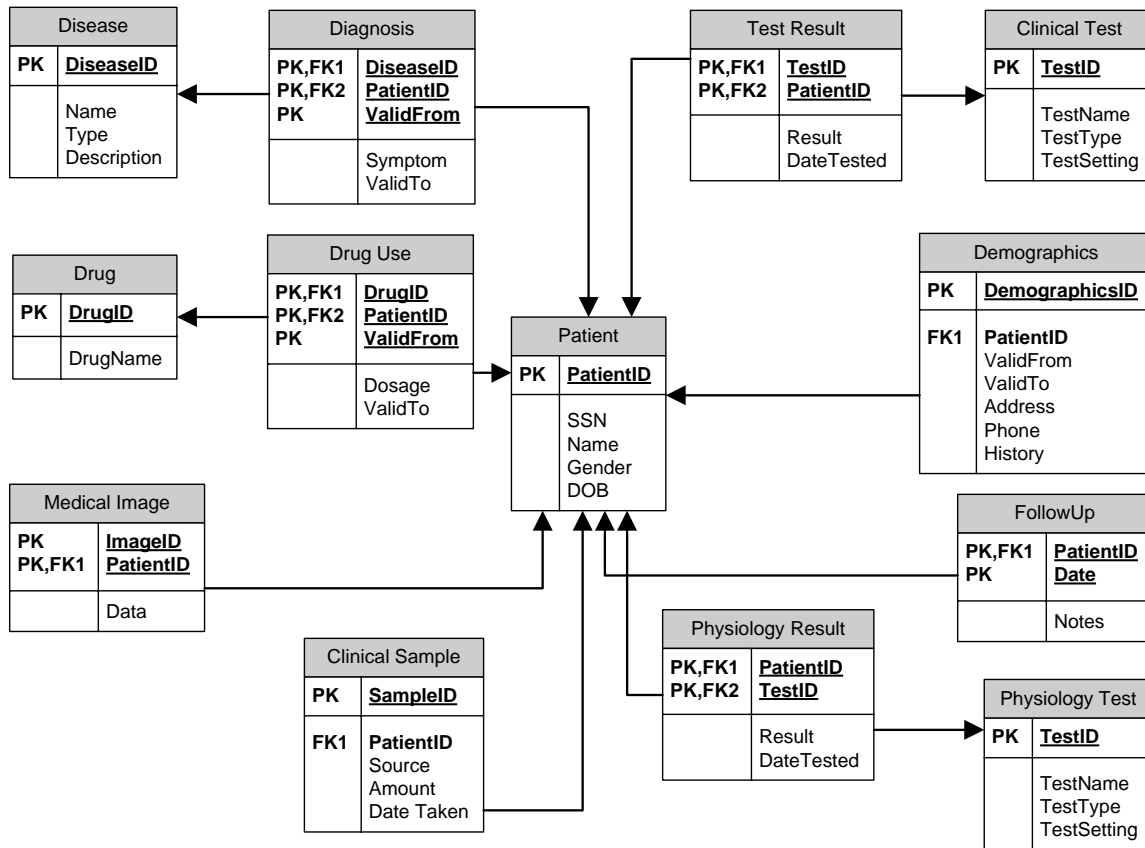 Disease
PK DiseaseID
Name
Type
Description
Diagnosis
PK,FK1 DiseaseID
PK,FK2 PatientID
PK ValidFrom
Symptom
ValidTo
Test Result
PK,FK1 TestID
PK,FK2 PatientID
Result
DateTested
Clinical Test
PK TestID
TestName
TestType
TestSetting
Drug
PK DrugID
DrugName
Drug Use
PK,FK1 DrugID
PK,FK2 PatientID
PK ValidFrom
Dosage
ValidTo
Patient
PK PatientID
SSN
Name
Gender
DOB
Demographics
PK DemographicsID
FK1 PatientID
ValidFrom
ValidTo
Address
Phone
History
Medical Image
PK ImageID
PK,FK1 PatientID
Data
Clinical Sample
PK SampleID
FK1 PatientID
Source
Amount
Date Taken
Physiology Result
PK,FK1 PatientID
PK,FK2 TestID
Result
DateTested
FollowUp
PK,FK1 PatientID
PK Date
Notes
Physiology Test
PK TestID
TestName
TestType
TestSetting